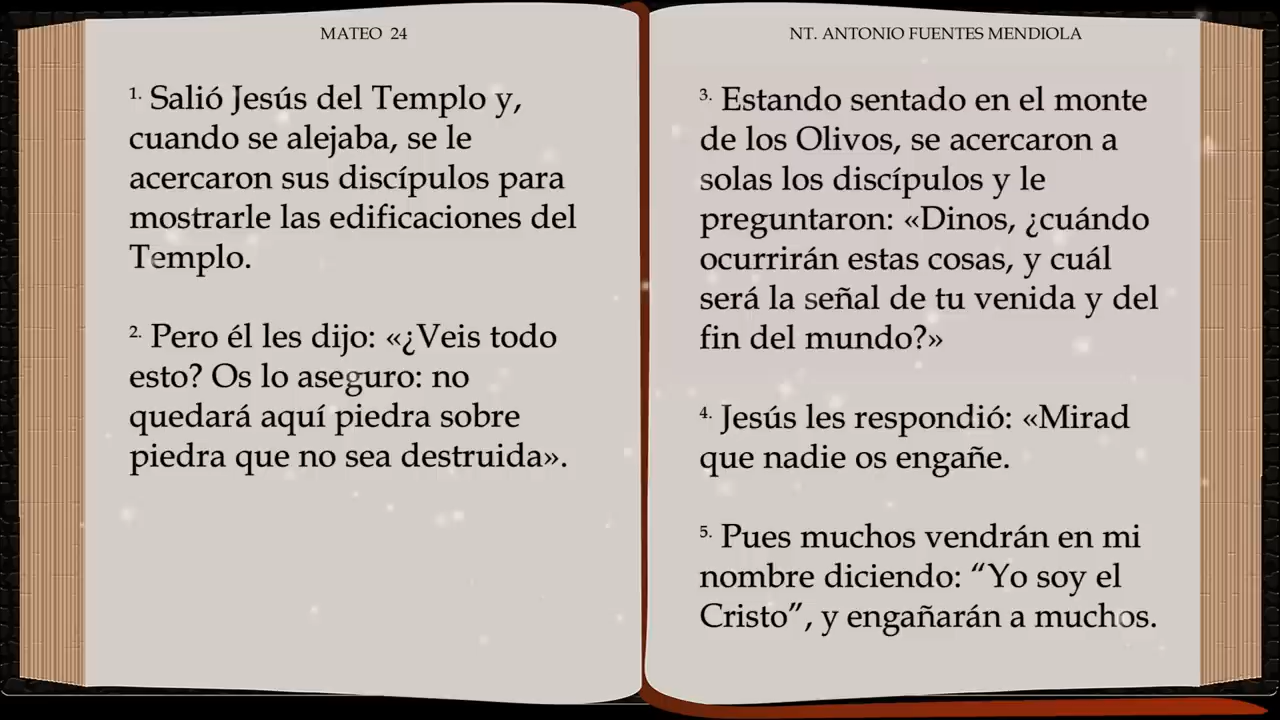 MATEO 24
1. Salió Jesús del Templo y,
cuando se alejaba, se le
acercaron sus discípulos para
mostrarle las edificaciones del
Templo.
2. Pero él les dijo: «¿Veis todo
esto? Os lo aseguro: no
quedará aquí piedra sobre
piedra que no sea destruida».
NT. ANTONIO FUENTES MENDIOLA
3. Estando sentado en el monte
de los Olivos, se acercaron a
solas los discípulos y le
preguntaron: «Dinos, ¿cuándo
ocurrirán estas cosas, y cuál
será la señal de tu venida y del
fin del mundo?»
4. Jesús les respondió: «Mirad
que nadie os engañe.
5. Pues muchos vendrán en mi
nombre diciendo: “Yo soy el
Cristo”, y engañarán a muchos.